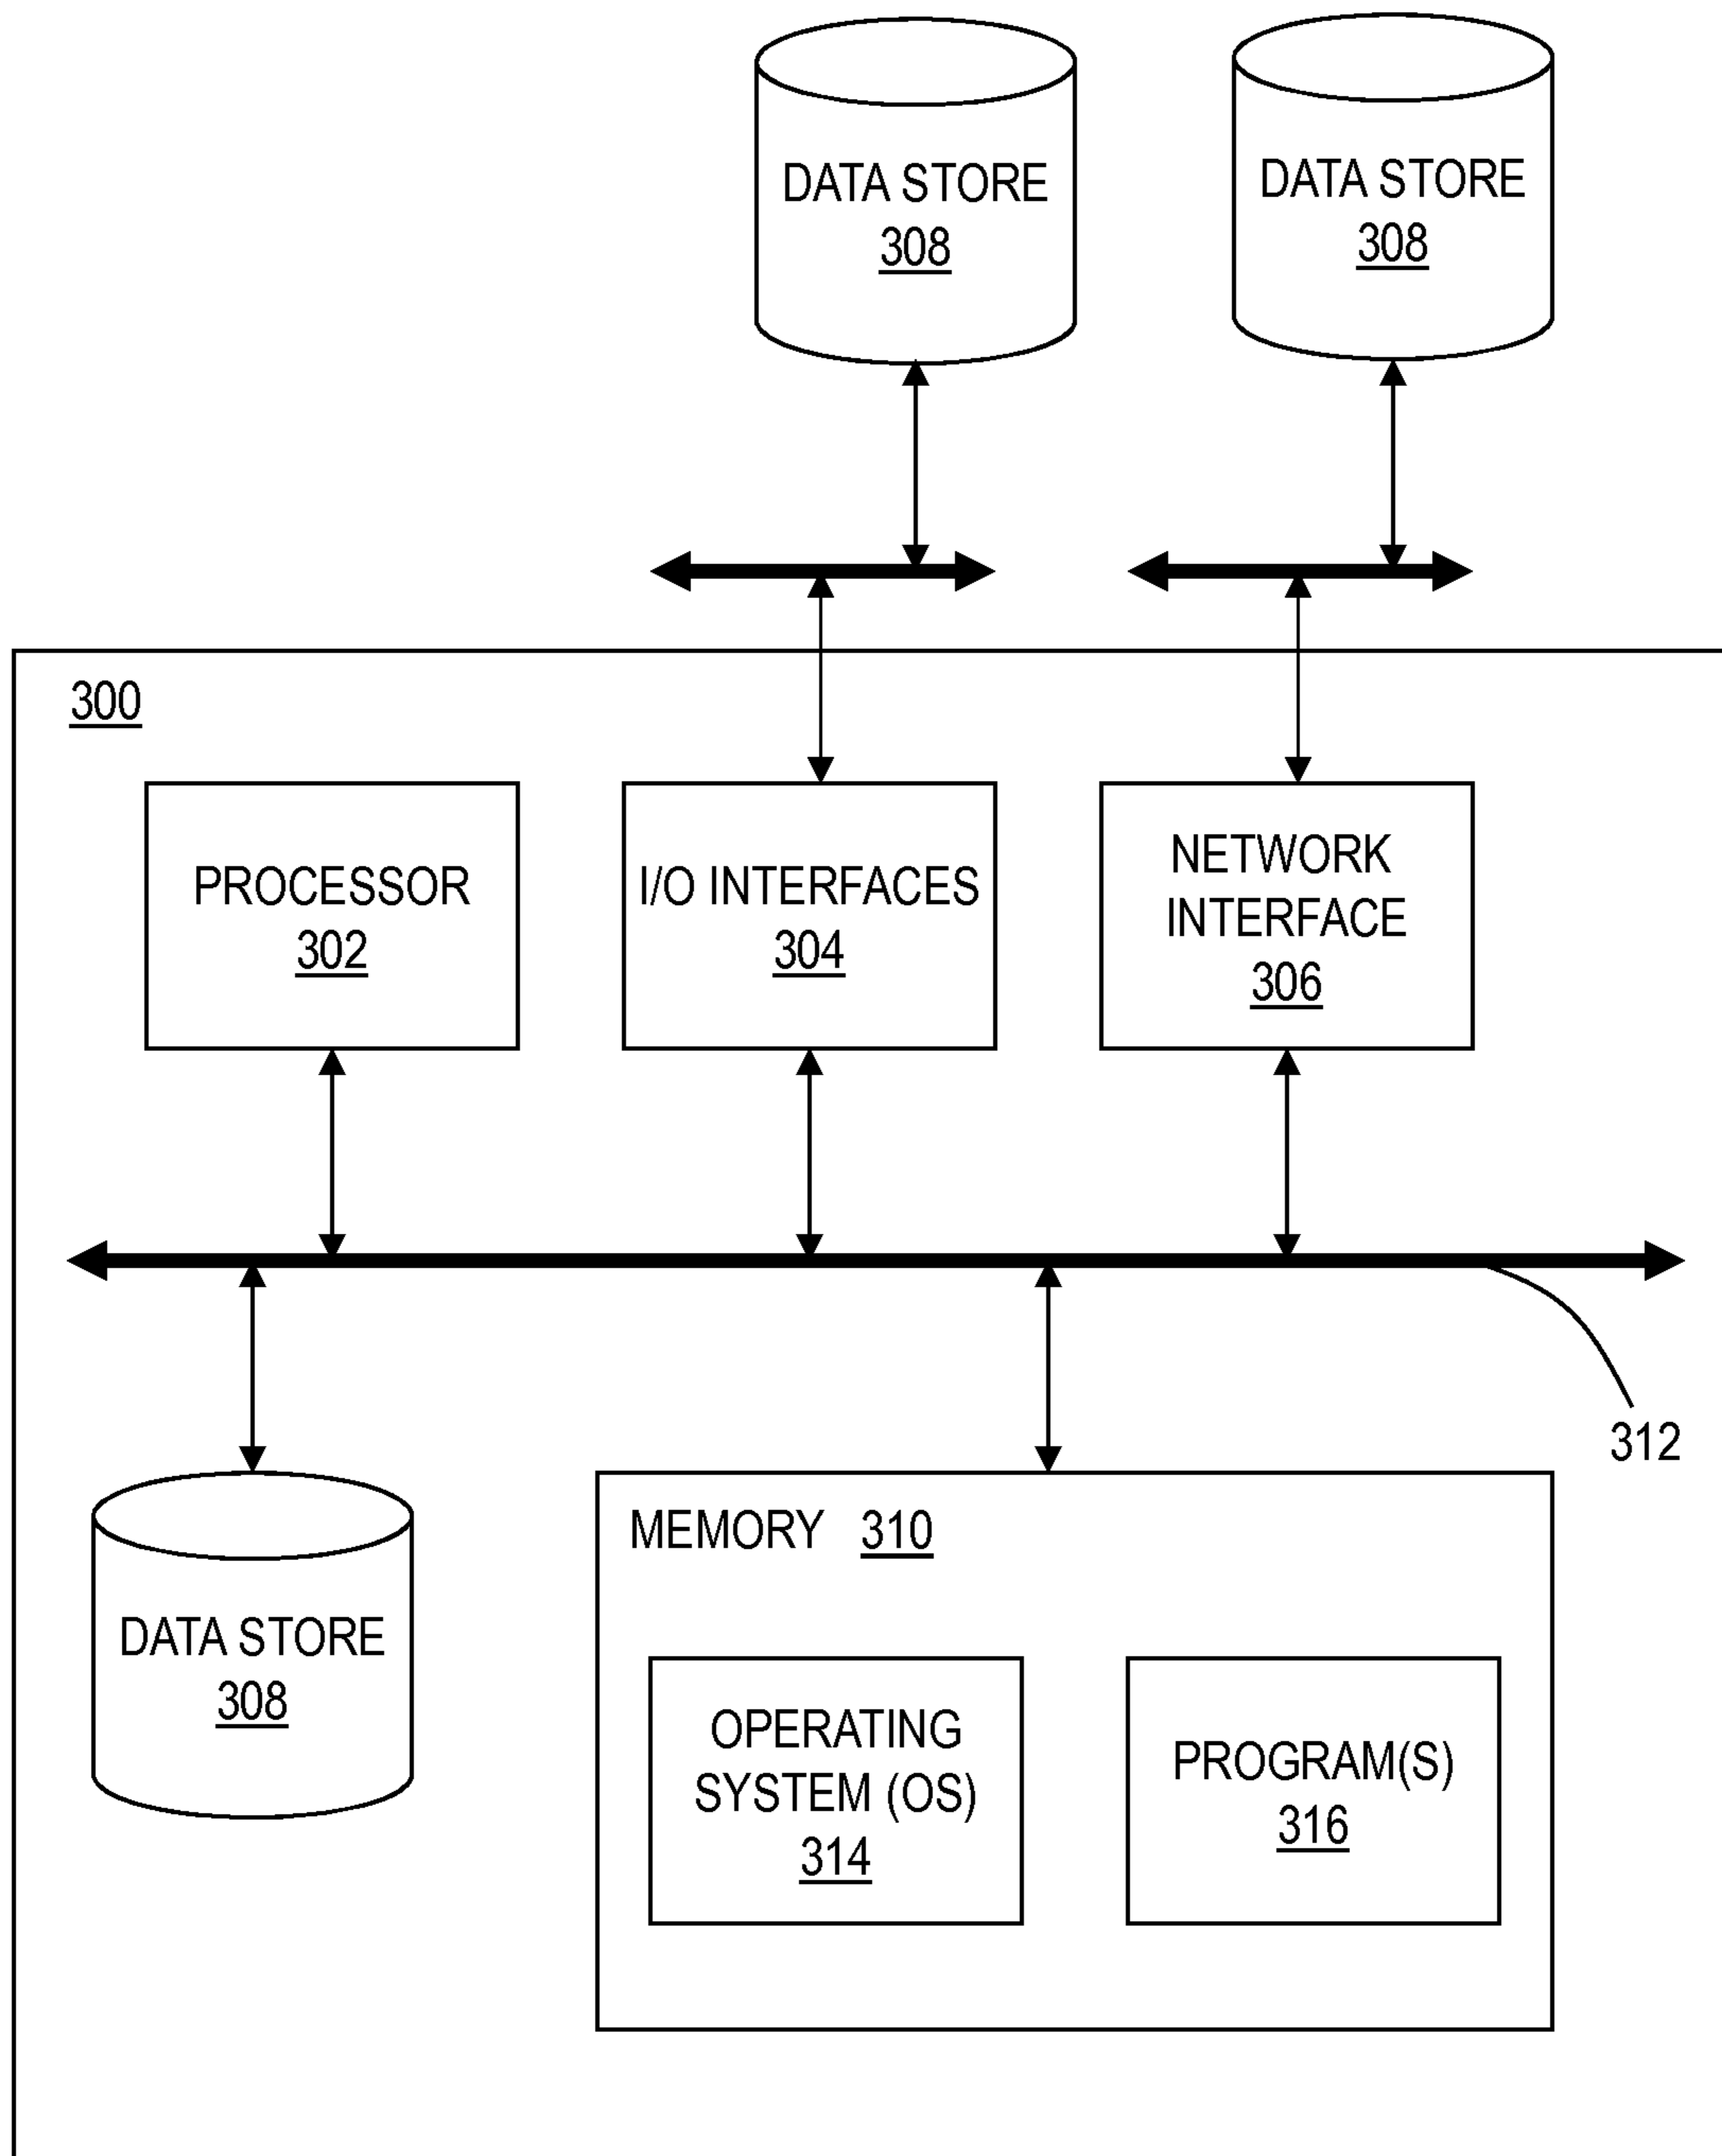 DATA STORE
308
DATA STORE
308
300
PROCESSOR
302
I/O INTERFACES
304
NETWORK
INTERFACE
306
312
DATA STORE
308
MEMORY 310
OPERATING
SYSTEM (OS)
314
PROGRAM(S)
316